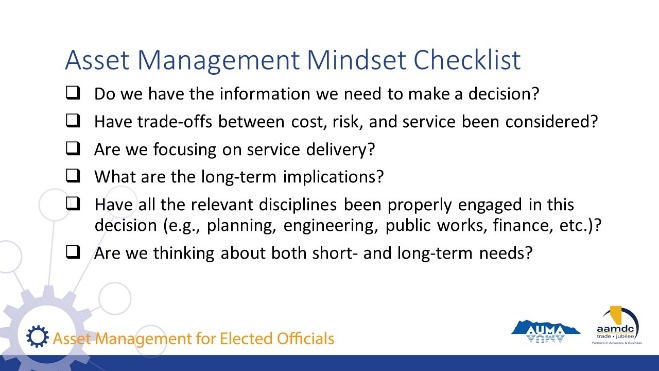 Asset Management Mindset Checklist
Do we have the information we need to make a decision?
Have trade-offs between cost, risk, and service been considered?
Are we focusing on service delivery?
What are the long-term implications?
Have all the relevant disciplines been properly engaged in this
decision (e.g., planning, engineering, public works, finance, etc.)?
Are we thinking about both short- and long-term needs?
Asset Management for Elected Officials
AUMA
aamdc
trade • jubilee